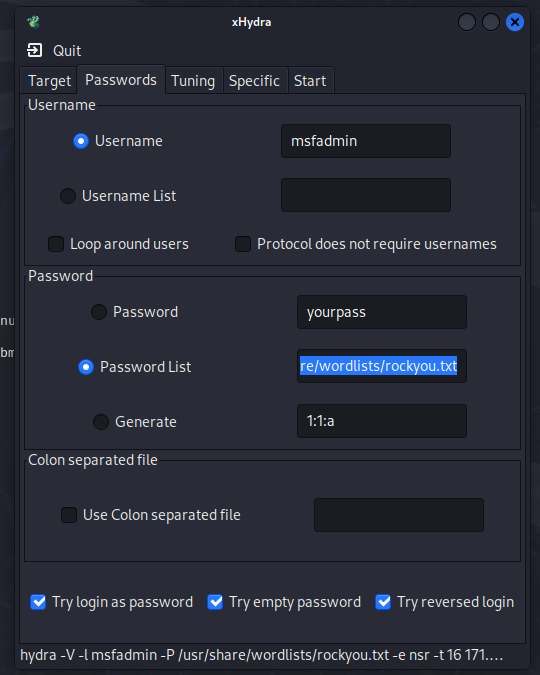 xHydra
Quit
Target Passwords Tuning Specific Start
Username
Username msfadmin
Username List
Loop around users Protocol does not require usernames
Password
Password yourpass
nu
Password List re/wordlists/rockyou.txt
bm
Generate 1:1:a
Colon separated file
Use Colon separated file
Try login as password Try empty password Try reversed login
hydra -V -l msfadmin -P /usr/share/wordlists/rockyou.txt -e nsr -t 16 171....